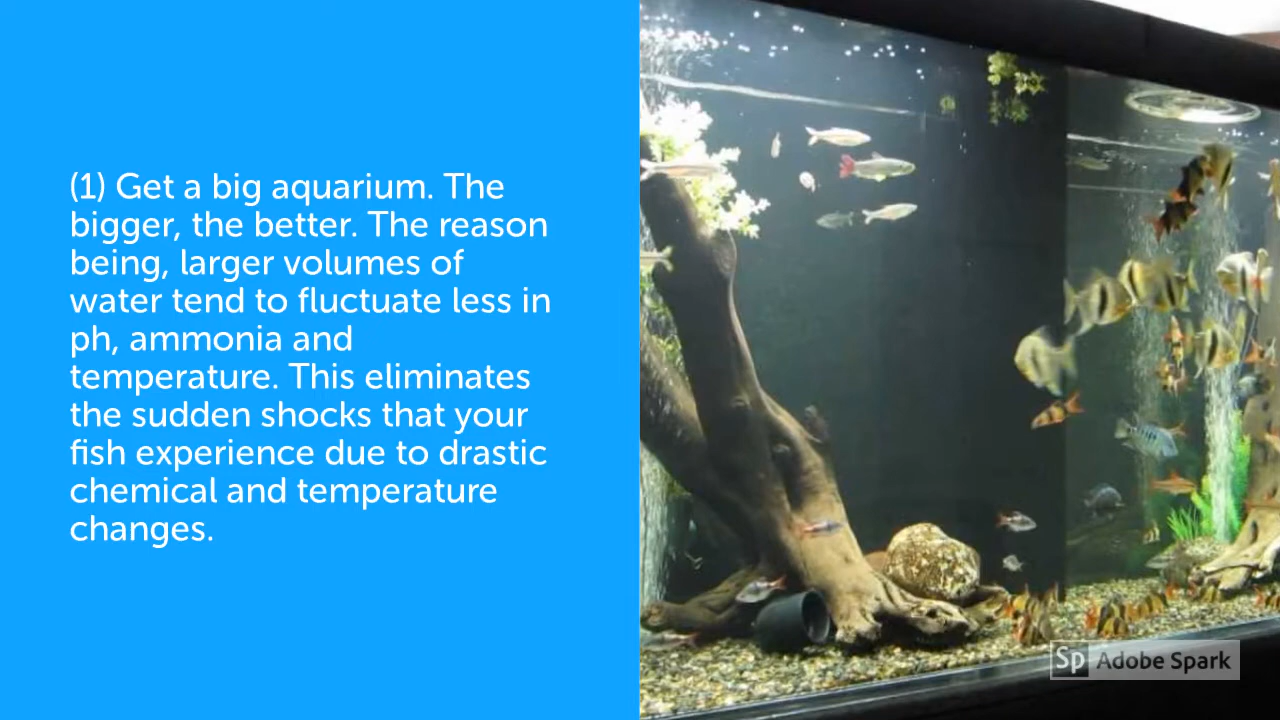 (1) Get a big aquarium. The
bigger, the better. The reason
being, larger volumes of
water tend to fluctuate less in
ph, ammonia and
temperature. This eliminates
the sudden shocks that your
fish experience due to drastic
chemical and temperature
changes.
Sp Adobe Spark